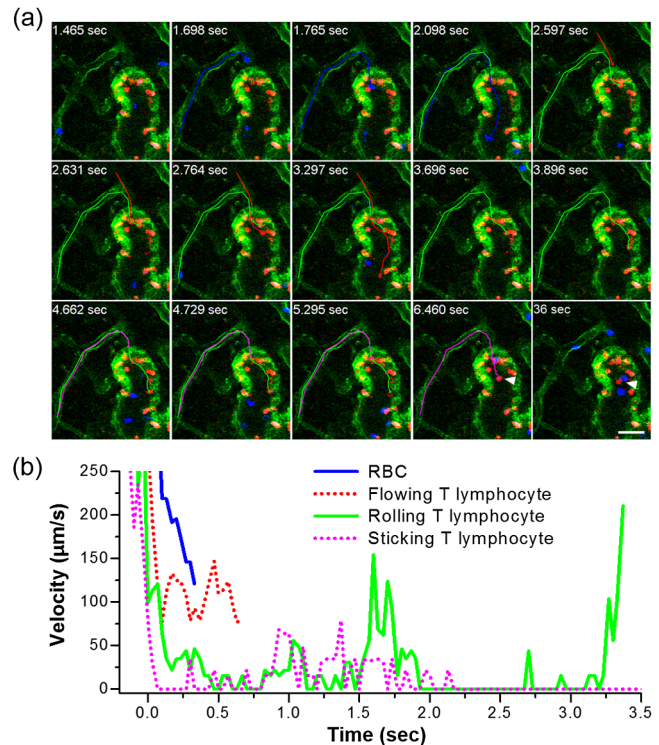 (a)
1.465 sec 1.698 sec 1.765 sec 2.098 sec 2.597 sec
2.631 sec 2.764 sec 3.297 sec 3.696 sec 3.896 sec
4.662 sec 4.729 sec 5.295 sec 6.460 sec 36 sec
(b)
250
200
150
100
50
0
Velocity (µm/s)
RBC
Flowing T lymphocyte
Rolling T lymphocyte
Sticking T lymphocyte
0.0 0.5 1.0 1.5 2.0 2.5 3.0 3.5
Time (sec)